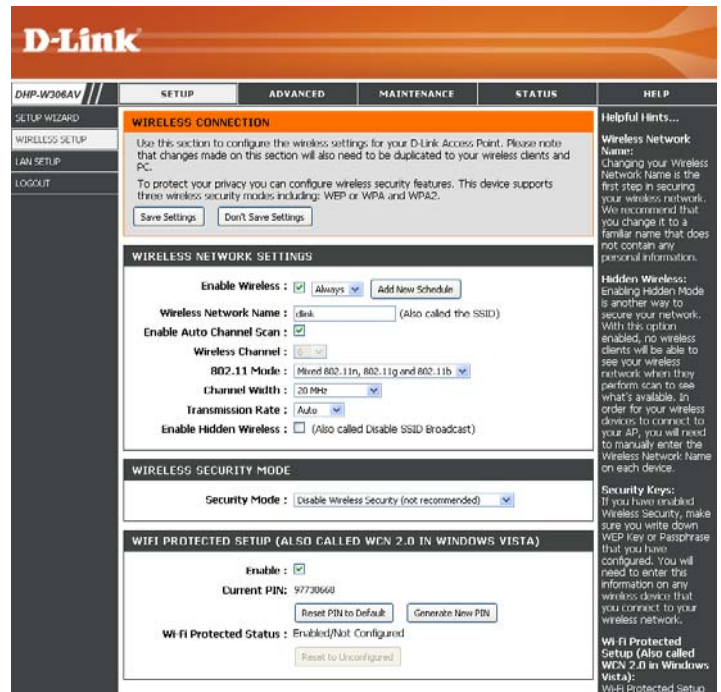 D-Link
DHP-W306AV
SETUP
ADVANCED
MAINTENANCE
STATUS
HELP
SETUP WIZARD
WIRELESS SETUP
LAN SETUP
LOGOUT
WIRELESS CONNECTION
Use this section to configure the wireless settings for your D-Link Access Point. Please note
that changes made on this section will also need to be duplicated to your wireless clients and
PC.
To protect your privacy you can configure wireless security features. This device supports
three wireless security modes including: WEP or WPA and WPA2.
Save Settings
Don't Save Settings
WIRELESS NETWORK SETTINGS
Enable Wireless : Always Add New Schedule
Wireless Network Name : dlink (Also called the SSID)
Enable Auto Channel Scan :
Wireless Channel : 6
802.11 Mode : Mixed 802.11n, 802.11g and 802.11b
Channel Width : 20 MHz
Transmission Rate : Auto
Enable Hidden Wireless : (Also called Disable SSID Broadcast)
WIRELESS SECURITY MODE
Security Mode : Disable Wireless Security (not recommended)
WIFI PROTECTED SETUP (ALSO CALLED WCN 2.0 IN WINDOWS VISTA)
Enable :
Current PIN: 97730668
Reset PIN to Default
Generate New PIN
Wi-Fi Protected Status : Enabled/Not Configured
Reset to Unconfigured
Helpful Hints...
Wireless Network
Name:
Changing your Wireless
Network Name is the
first step in securing
your wireless network.
We recommend that
you change it to a
familiar name that does
not contain any
personal information.
Hidden Wireless:
Enabling Hidden Mode
is another way to
secure your network.
With this option
enabled, no wireless
clients will be able to
see your wireless
network when they
perform scan to see
what's available. In
order for your wireless
devices to connect to
your AP, you will need
to manually enter the
Wireless Network Name
on each device.
Security Keys:
If you have enabled
Wireless Security, make
sure you write down
WEP Key or Passphrase
that you have
configured. You will
need to enter this
information on any
wireless device that
you connect to your
wireless network.
Wi-Fi Protected
Setup (Also called
WCN 2.0 in Windows
Vista):
Wi-Fi Protected Setup